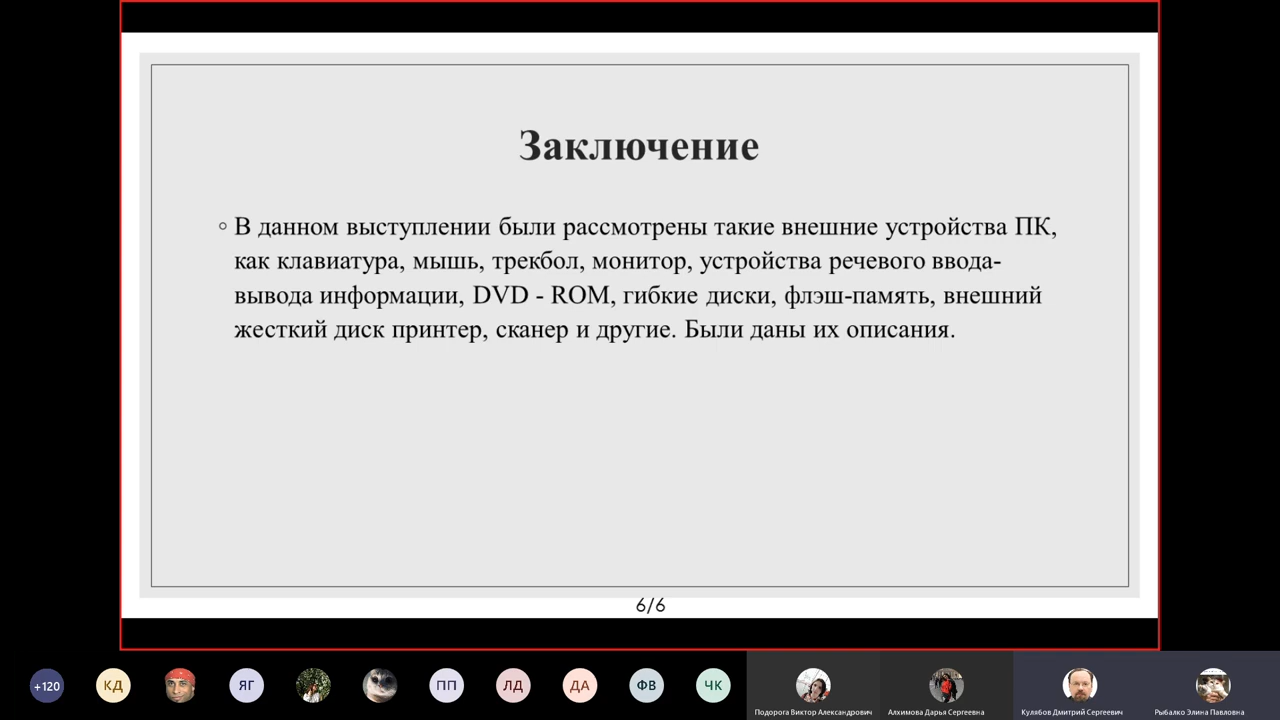 Заключение
◦ В данном выступлении были рассмотрены такие внешние устройства ПК,
как клавиатура, мышь, трекбол, монитор, устройства речевого ввода-
вывода информации, DVD - ROM, гибкие диски, флэш-память, внешний
жесткий диск принтер, сканер и другие. Были даны их описания.
6/6
+120 КД ЯГ ПП ЛД ДА ФВ ЧК
Подорога Виктор Александрович Алхимова Дарья Сергеевна Кулябов Дмитрий Сергеевич Рыбалко Элина Павловна